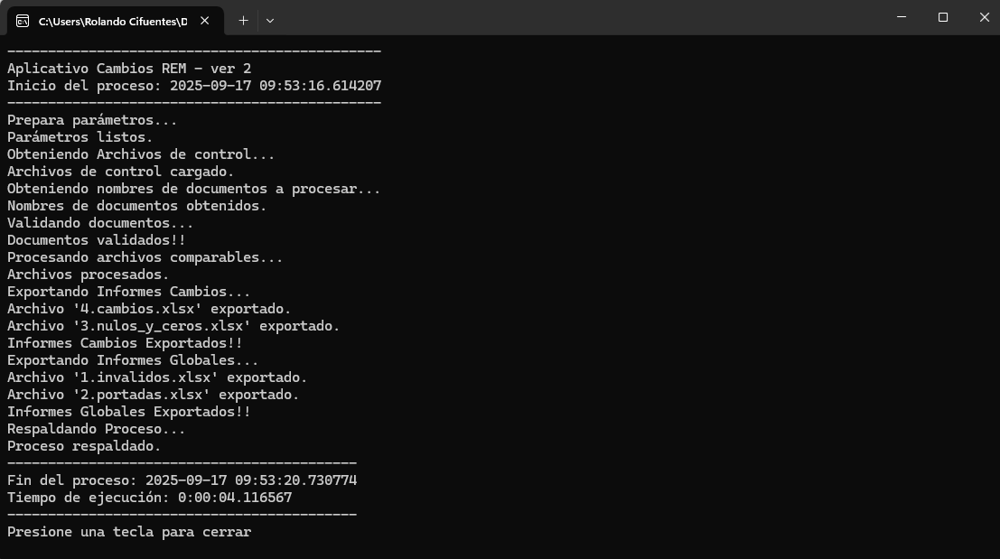 C:\Users\Rolando Cifuentes\D
----------------------------------------------
Aplicativo Cambios REM - ver 2
Inicio del proceso: 2025-09-17 09:53:16.614207
----------------------------------------------
Prepara parámetros...
Parámetros listos.
Obteniendo Archivos de control...
Archivos de control cargado.
Obteniendo nombres de documentos a procesar...
Nombres de documentos obtenidos.
Validando documentos...
Documentos validados!!
Procesando archivos comparables...
Archivos procesados.
Exportando Informes Cambios...
Archivo '4.cambios.xlsx' exportado.
Archivo '3.nulos_y_ceros.xlsx' exportado.
Informes Cambios Exportados!!
Exportando Informes Globales...
Archivo '1.invalidos.xlsx' exportado.
Archivo '2.portadas.xlsx' exportado.
Informes Globales Exportados!!
Respaldando Proceso...
Proceso respaldado.
-------------------------------------------
Fin del proceso: 2025-09-17 09:53:20.730774
Tiempo de ejecución: 0:00:04.116567
-------------------------------------------
Presione una tecla para cerrar